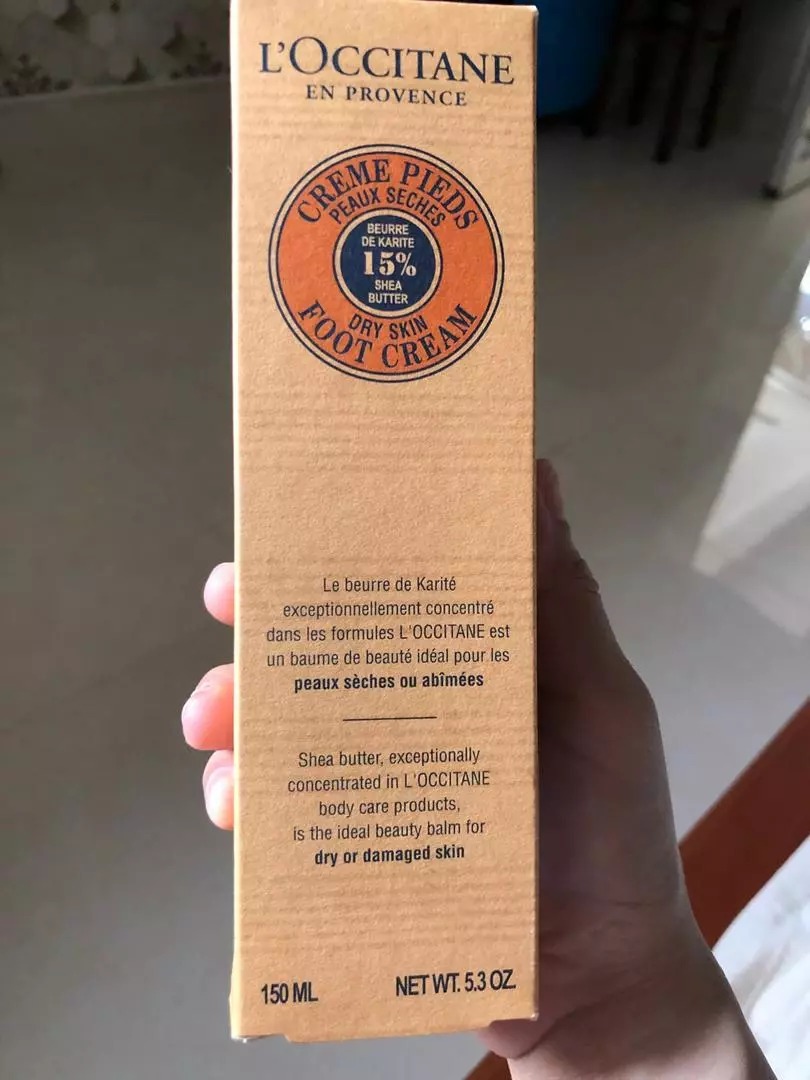 L'OCCITANE
EN PROVENCE
CREME PIEDS
PEAUX SECHES
BEURRE
DE KARITE
15%
SHEA
BUTTER
DRY SKIN
FOOT CREAM
Le beurre de Karité
exceptionnellement concentré
dans les formules L'OCCITANE est
un baume de beauté idéal pour les
peaux sèches ou abîmées
Shea butter, exceptionally
concentrated in L'OCCITANE
body care products,
is the ideal beauty balm for
dry or damaged skin
150 ML NET WT. 5.3 OZ.